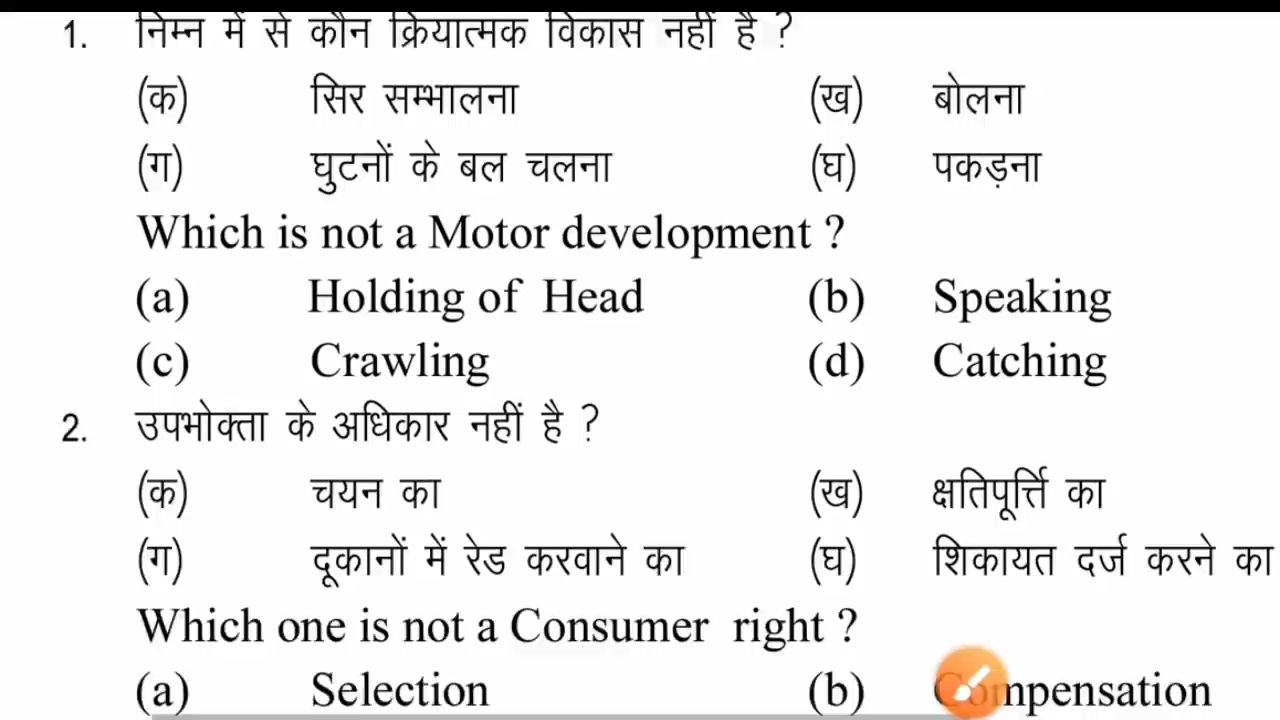 1. निम्न में से कौन क्रियात्मक विकास नहीं है ?
(क) सिर सम्भालना (ख) बोलना
(ग) घुटनों के बल चलना (घ) पकड़ना
Which is not a Motor development ?
(a) Holding of Head (b) Speaking
(c) Crawling (d) Catching
2. उपभोक्ता के अधिकार नहीं है ?
(क) चयन का (ख) क्षतिपूर्त्ति का
(ग) दूकानों में रेड करवाने का (घ) शिकायत दर्ज करने का
Which one is not a Consumer right ?
(a) Selection (b) Compensation